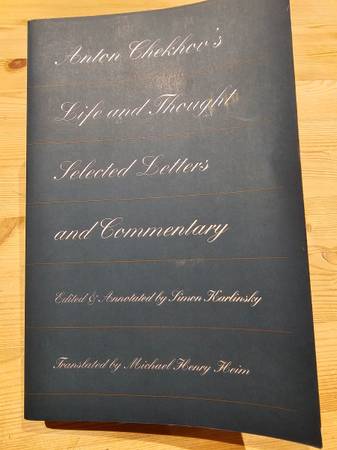 Anton Chekhov's
Life and Thought
Selected Letters
and Commentary
Edited & Annotated by Simon Karlinsky
Translated by Michael Henry Heim